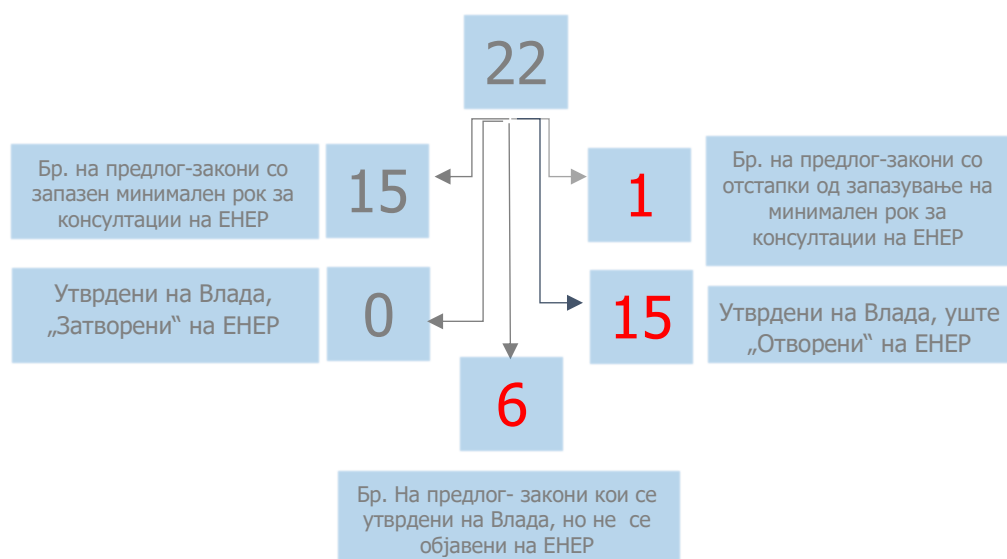 22
Бр. на предлог-закони со
запазен минимален рок за
консултации на ЕНЕР
15
1
Бр. на предлог-закони со
отстапки од запазување на
минимален рок за
консултации на ЕНЕР
Утврдени на Влада,
„Затворени“ на ЕНЕР
0
15
Утврдени на Влада, уште
„Отворени“ на ЕНЕР
6
Бр. На предлог- закони кои се
утврдени на Влада, но не се
објавени на ЕНЕР